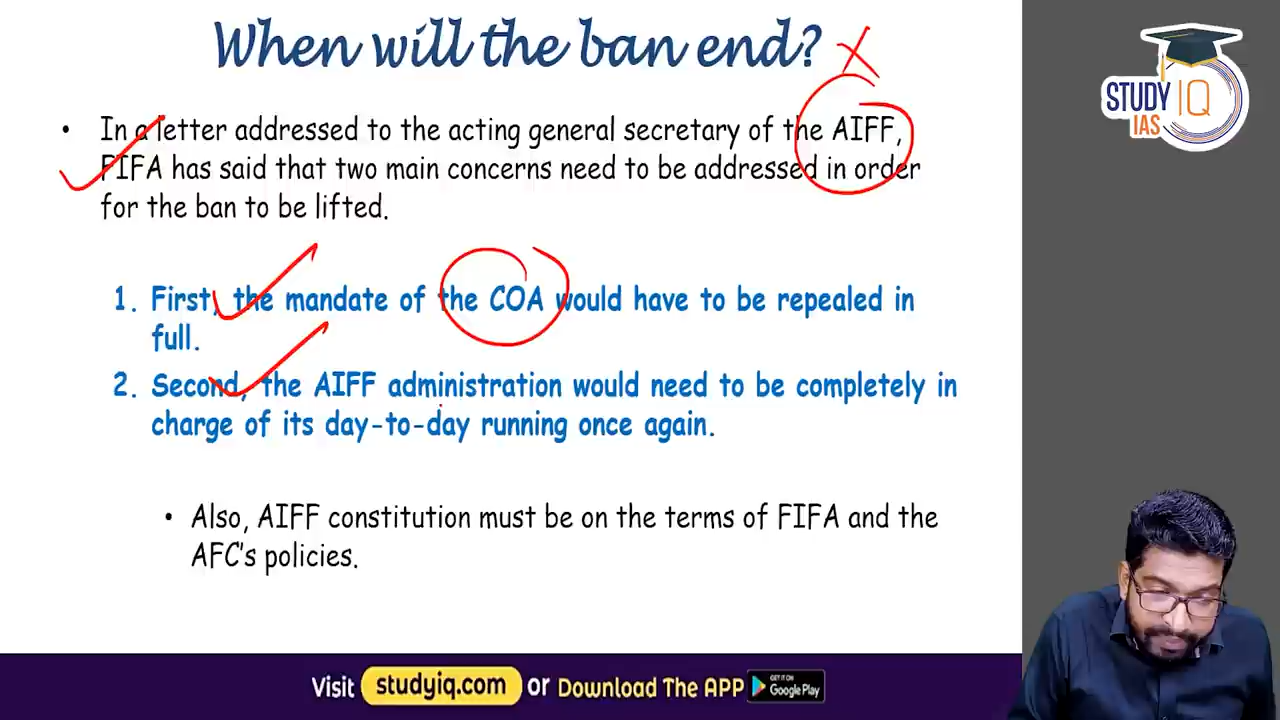 When will the ban end?
• In a letter addressed to the acting general secretary of the AIFF,
FIFA has said that two main concerns need to be addressed in order
for the ban to be lifted.
1. First, the mandate of the COA would have to be repealed in
full.
2. Second, the AIFF administration would need to be completely in
charge of its day-to-day running once again.
• Also, AIFF constitution must be on the terms of FIFA and the
AFC's policies.
STUDY IQ
IAS
Visit studyiq.com or Download The APP GET IT ON Google Play